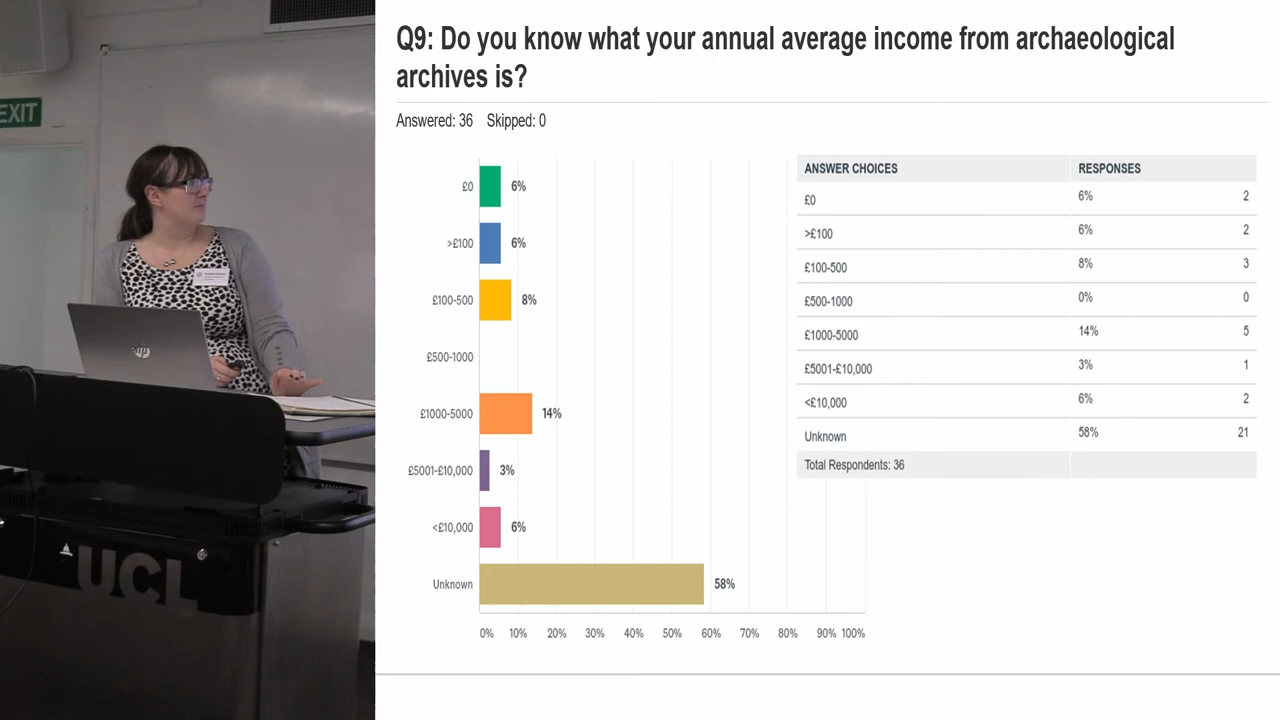 Q9: Do you know what your annual average income from archaeological
archives is?
Answered: 36 Skipped: 0
£0 6%
>£100 6%
£100-500 8%
£500-1000
£1000-5000 14%
£5001-£10,000 3%
<£10,000 6%
Unknown 58%
0% 10% 20% 30% 40% 50% 60% 70% 80% 90% 100%
ANSWER CHOICES RESPONSES
£0 6% 2
>£100 6% 2
£100-500 8% 3
£500-1000 0% 0
£1000-5000 14% 5
£5001-£10,000 3% 1
<£10,000 6% 2
Unknown 58% 21
Total Respondents: 36
EXIT
hp
UCL